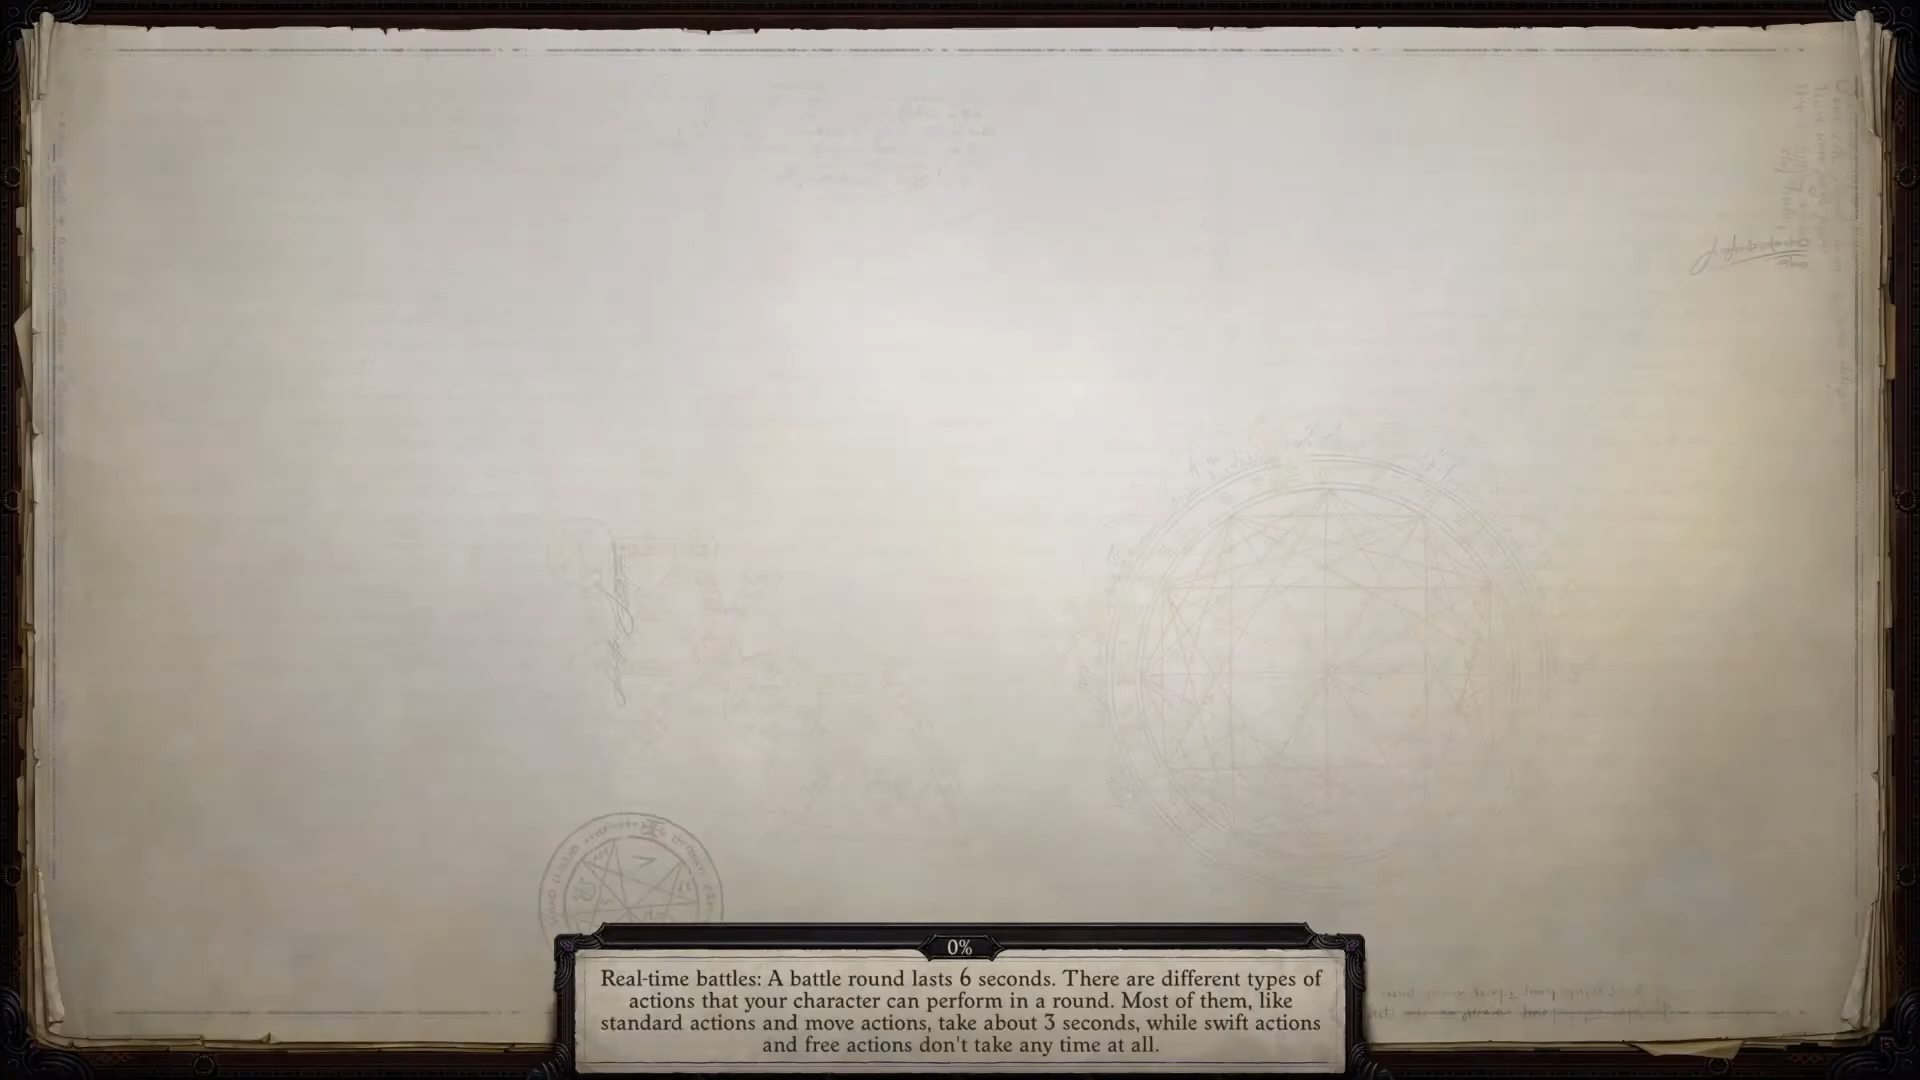 0%
Real-time battles: A battle round lasts 6 seconds. There are different types of
actions that your character can perform in a round. Most of them, like
standard actions and move actions, take about 3 seconds, while swift actions
and free actions don't take any time at all.